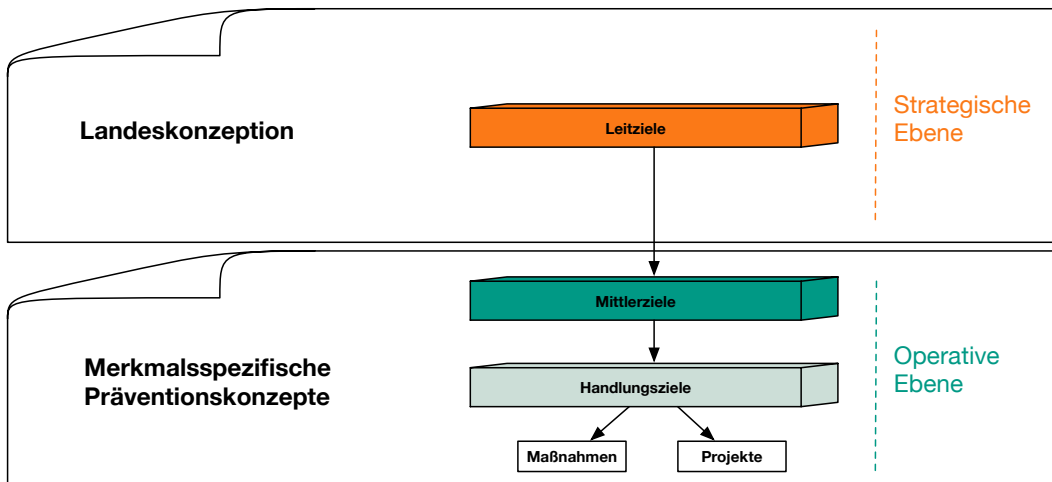 Landeskonzeption
Leitziele
Strategische
Ebene
Mittlerziele
Merkmalsspezifische
Präventionskonzepte
Handlungsziele
Operative
Ebene
Maßnahmen
Projekte